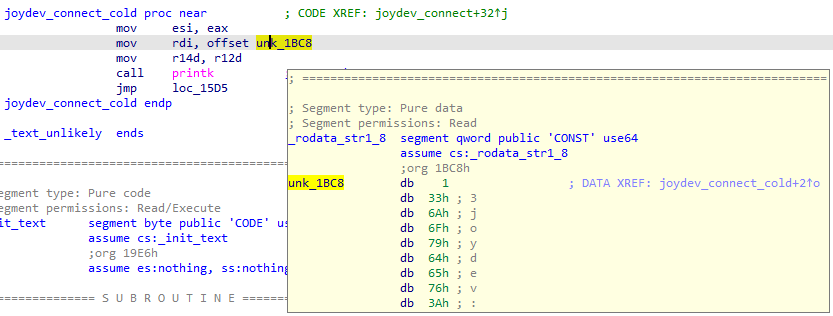 joydev_connect_cold proc near ; CODE XREF: joydev_connect+32↑j
mov esi, eax
mov rdi, offset unk_1BC8
mov r14d, r12d
call printk
jmp loc_15D5
joydev_connect_cold endp
_text_unlikely ends
egment type: Pure code
egment permissions: Read/Execute
it_text segment byte public 'CODE' us
assume cs:_init_text
;org 19E6h
assume es:nothing, ss:nothing
============== S U B R O U T I N E =======
; ===========================================================================
; Segment type: Pure data
; Segment permissions: Read
_rodata_str1_8 segment qword public 'CONST' use64
assume cs:_rodata_str1_8
;org 1BC8h
unk_1BC8 db 1 ; DATA XREF: joydev_connect_cold+2↑o
db 33h ; 3
db 6Ah ; j
db 6Fh ; o
db 79h ; y
db 64h ; d
db 65h ; e
db 76h ; v
db 3Ah ; :